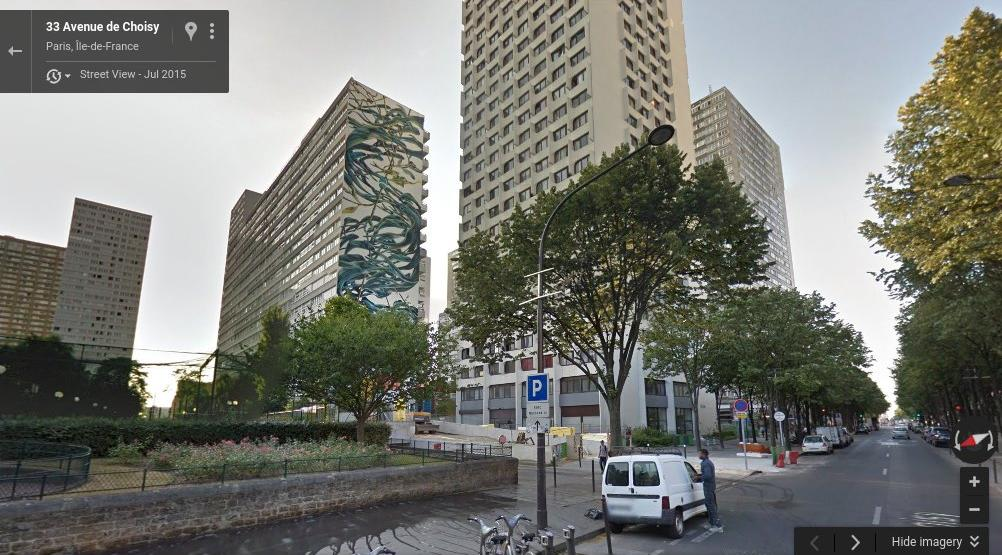 33 Avenue de Choisy
Paris, Île-de-France
Street View - Jul 2015
P
Hide imagery